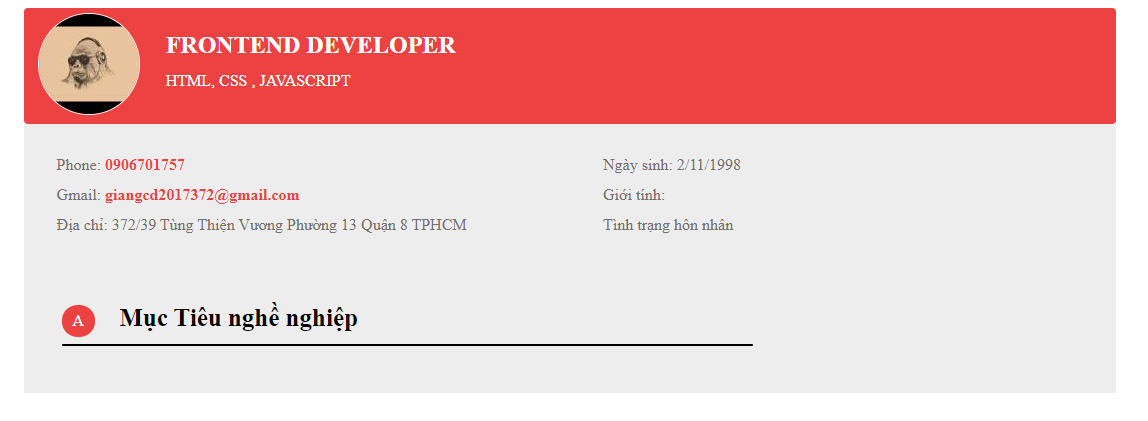 FRONTEND DEVELOPER
HTML, CSS , JAVASCRIPT
Phone: 0906701757
Gmail: giangcd2017372@gmail.com
Địa chỉ: 372/39 Tùng Thiện Vương Phường 13 Quận 8 TPHCM
Ngày sinh: 2/11/1998
Giới tính:
Tình trạng hôn nhân
A Mục Tiêu nghề nghiệp